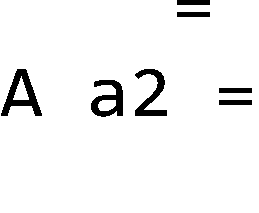 =
A a2 =